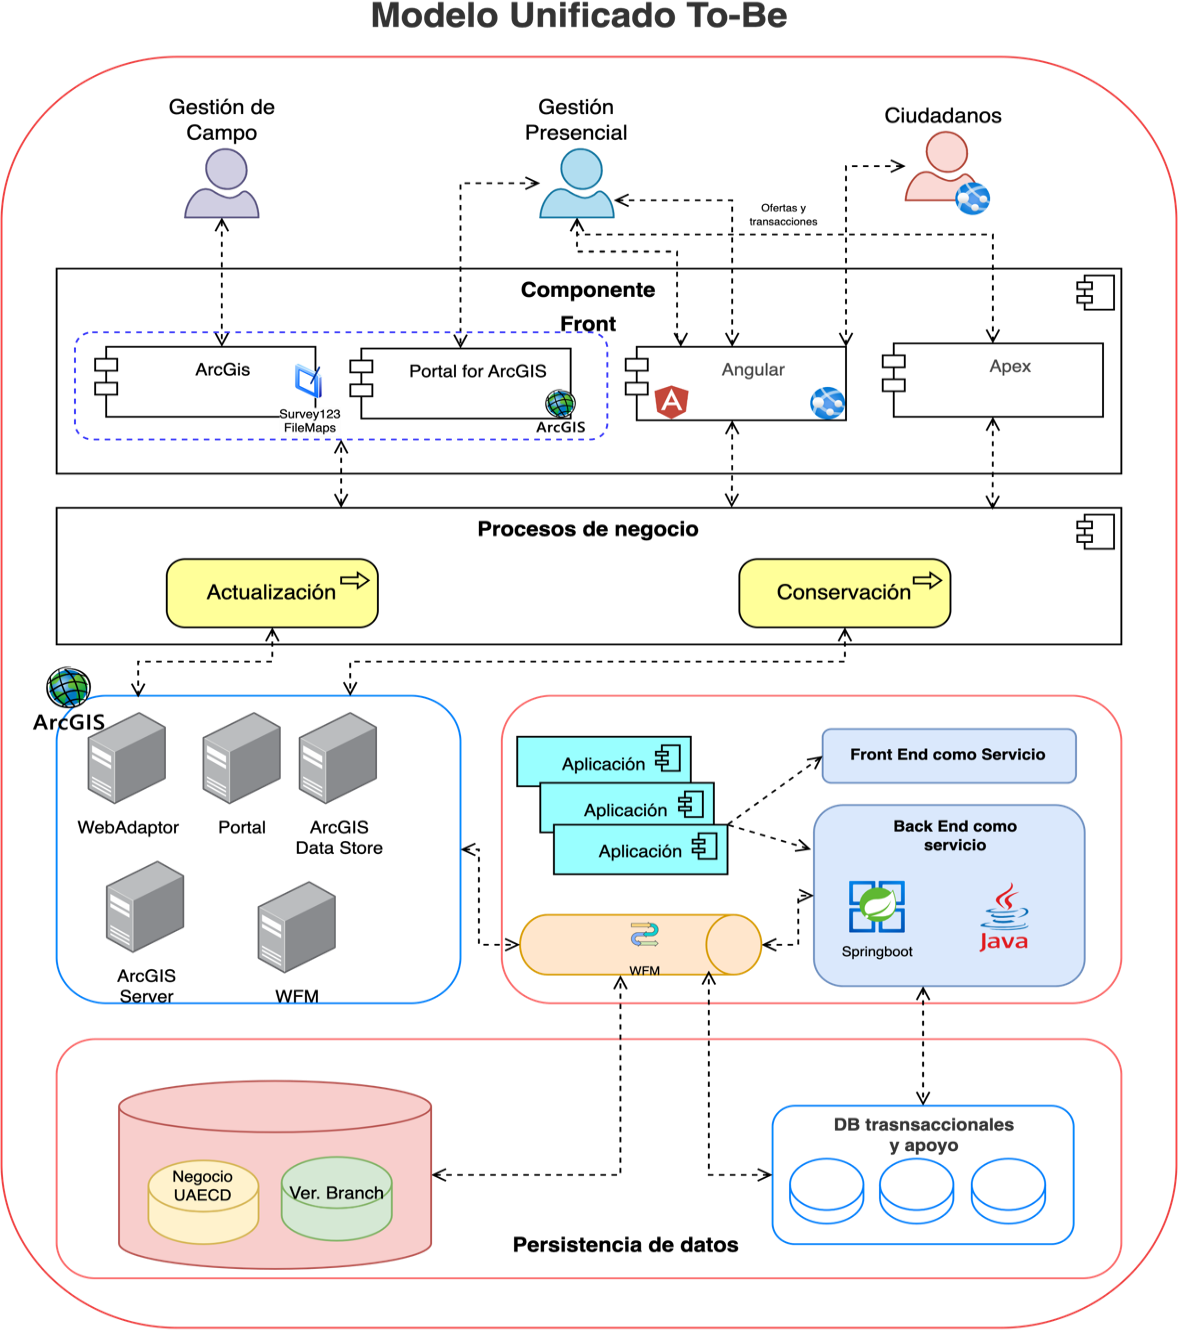 Modelo Unificado To-Be
Gestión de
Campo
Gestión
Presencial
Ciudadanos
Ofertas y
transacciones
Componente
Front
ArcGis
Survey123
FileMaps
Portal for ArcGIS
ArcGIS
Angular
A
Apex
Procesos de negocio
Actualización
Conservación
ArcGIS
WebAdaptor
Portal
ArcGIS
Data Store
ArcGIS
Server
WFM
Aplicación
Aplicación
Aplicación
Front End como Servicio
Back End como
servicio
Springboot
Java
WFM
Negocio
UAECD
Ver. Branch
DB trasnsaccionales
y apoyo
Persistencia de datos